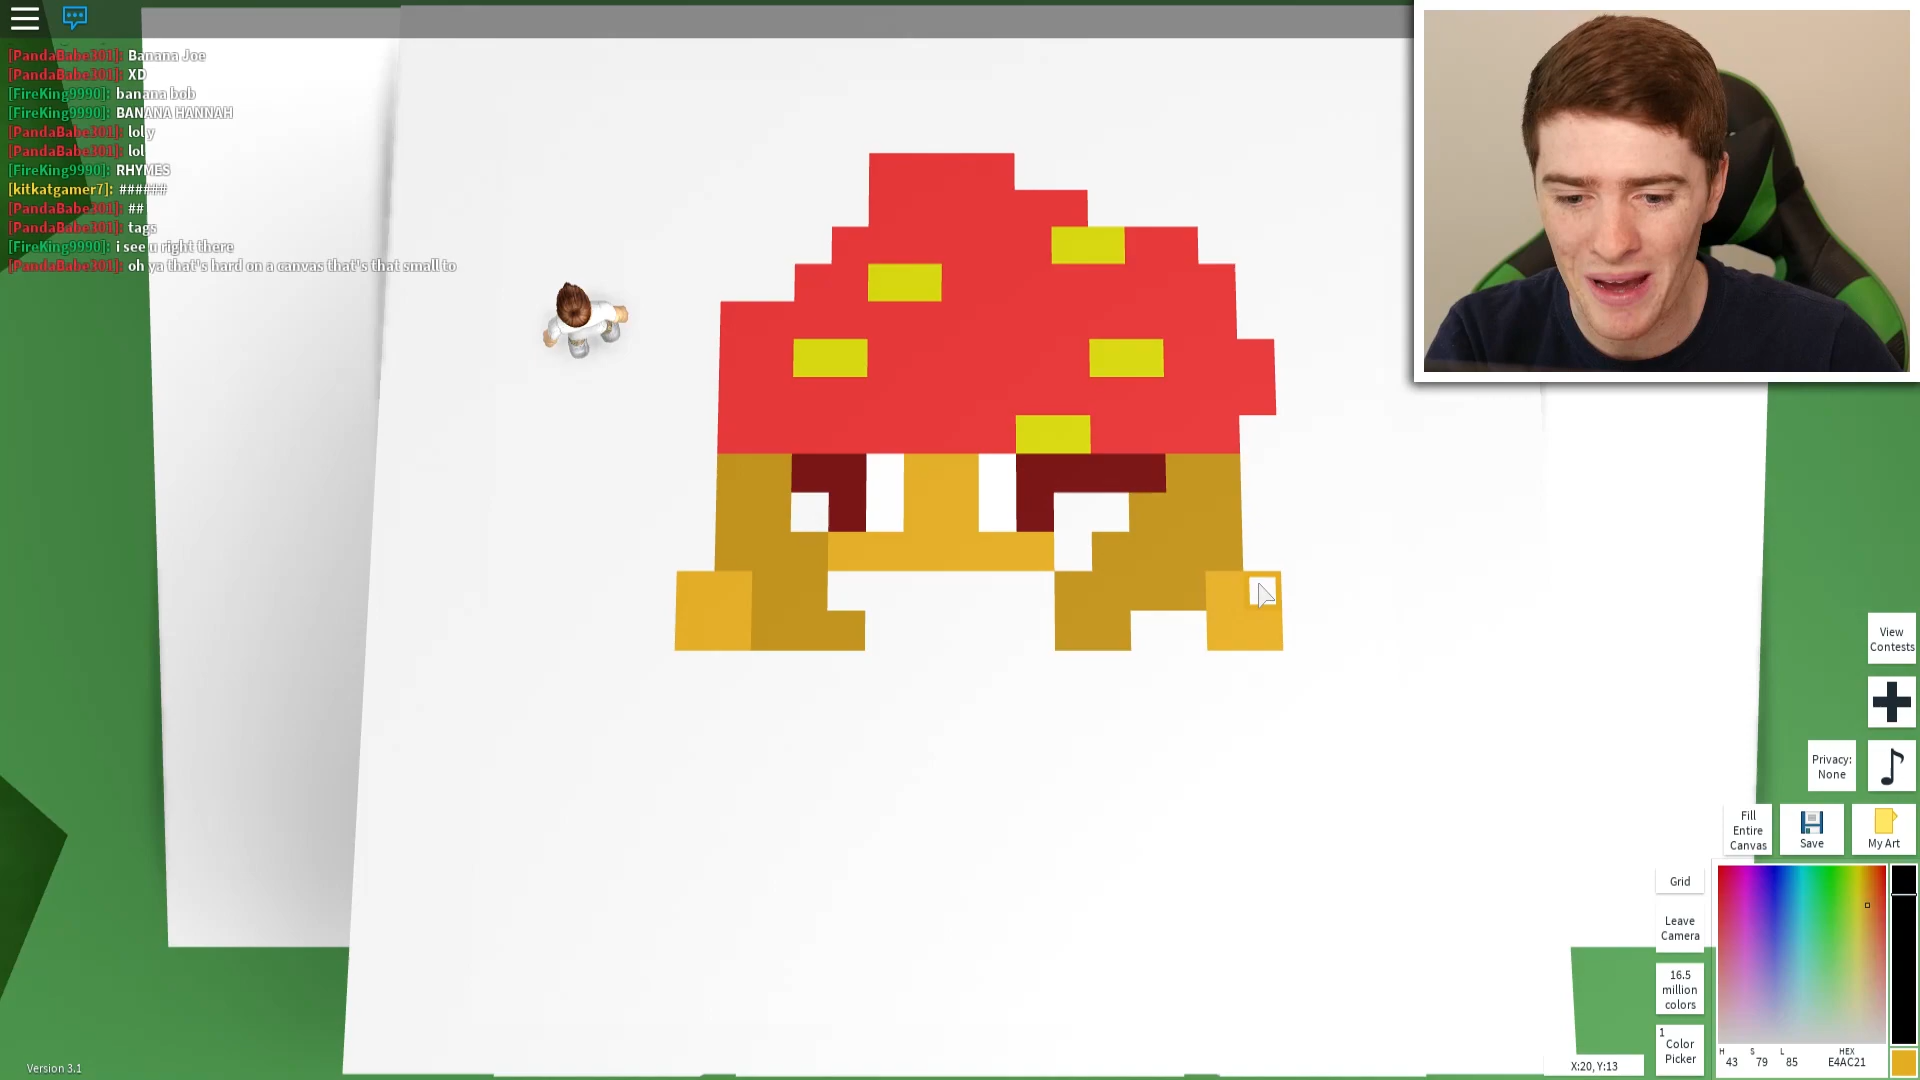 [PandaBabe301]: Banana Joe
[PandaBabe301]: XD
[FireKing9990]: banana bob
[FireKing9990]: BANANA HANNAH
[PandaBabe301]: loly
[PandaBabe301]: lol
[FireKing9990]: RHYMES
[kitkatgamer7]: ######
[PandaBabe301]: ##
[PandaBabe301]: tags
[FireKing9990]: i see u right there
[PandaBabe301]: oh ya that's hard on a canvas that's that small to
View
Contests
Privacy:
None
Fill
Entire
Canvas
Save
My Art
Grid
Leave
Camera
16.5
million
colors
1
Color
Picker
H S L HEX
43 79 85 E4AC21
X:20, Y:13
Version 3.1